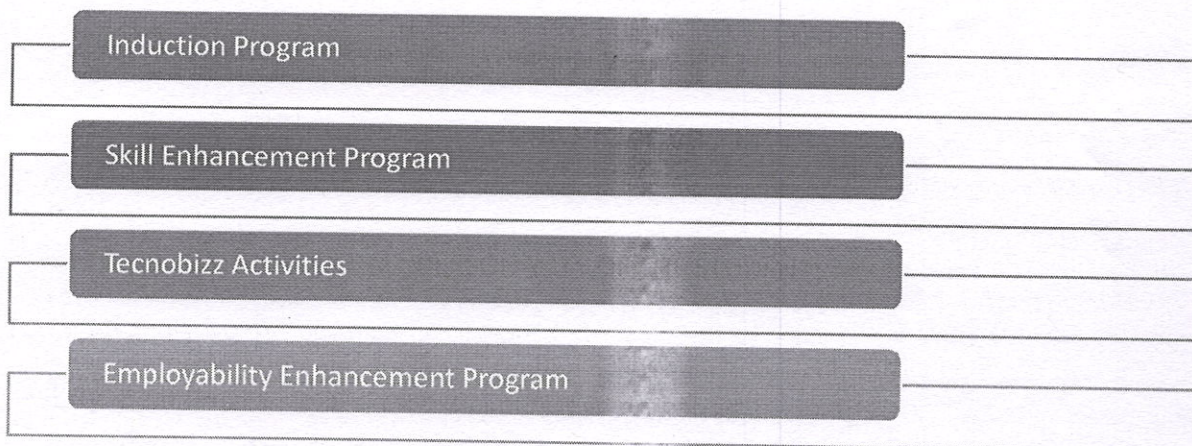 Induction Program
Skill Enhancement Program
Tecnobizz Activities
Employability Enhancement Program